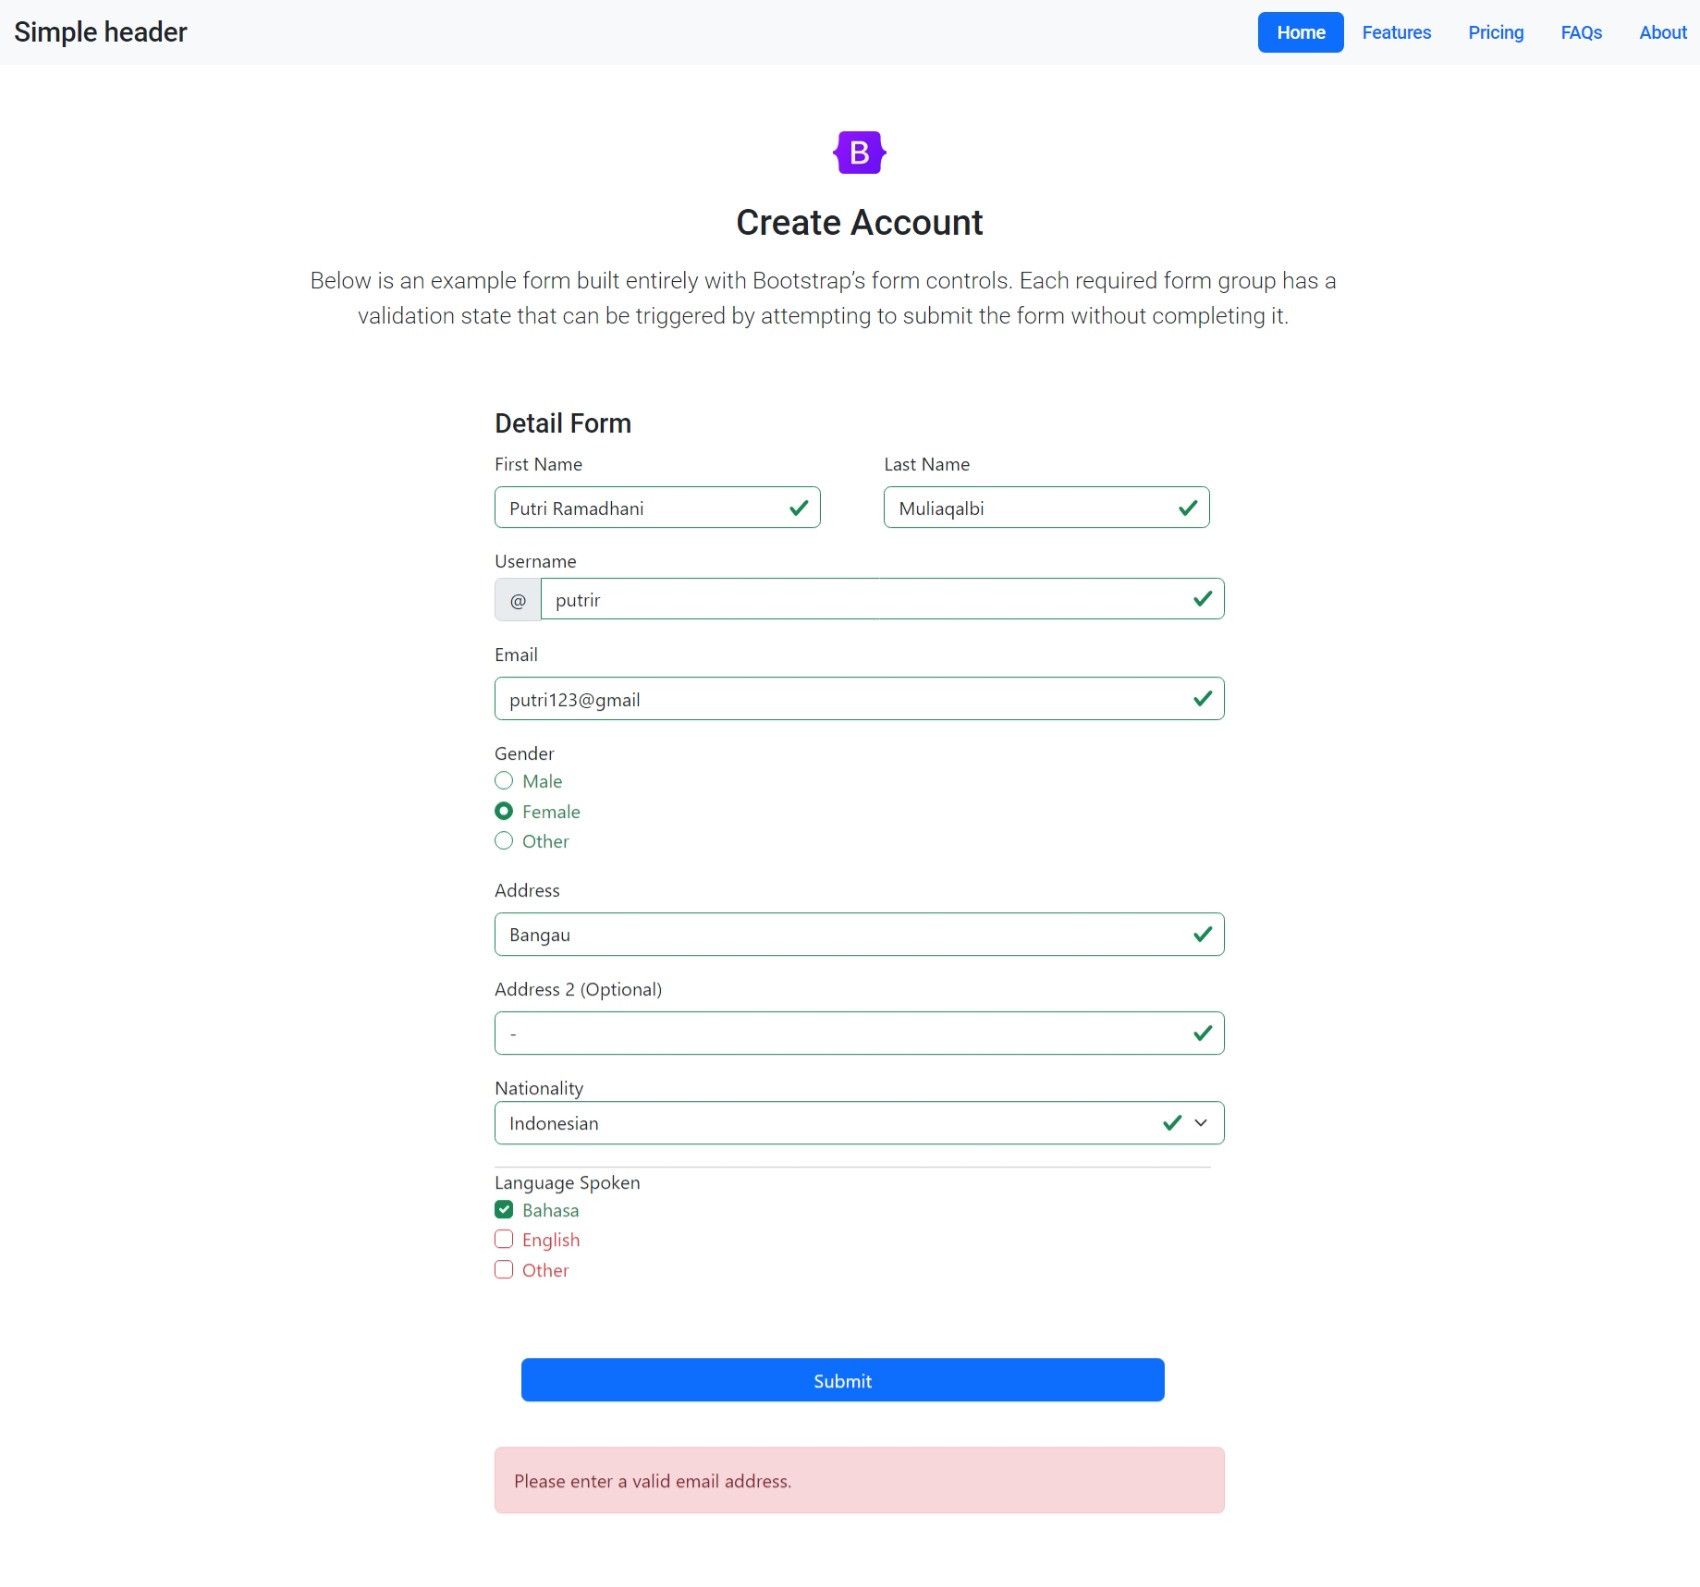 Simple header
Home Features Pricing FAQs About
B
Create Account
Below is an example form built entirely with Bootstrap’s form controls. Each required form group has a
validation state that can be triggered by attempting to submit the form without completing it.
Detail Form
First Name Last Name
Putri Ramadhani Muliaqalbi
Username
@ putrir
Email
putri123@gmail
Gender
Male
Female
Other
Address
Bangau
Address 2 (Optional)
-
Nationality
Indonesian
Language Spoken
Bahasa
English
Other
Submit
Please enter a valid email address.